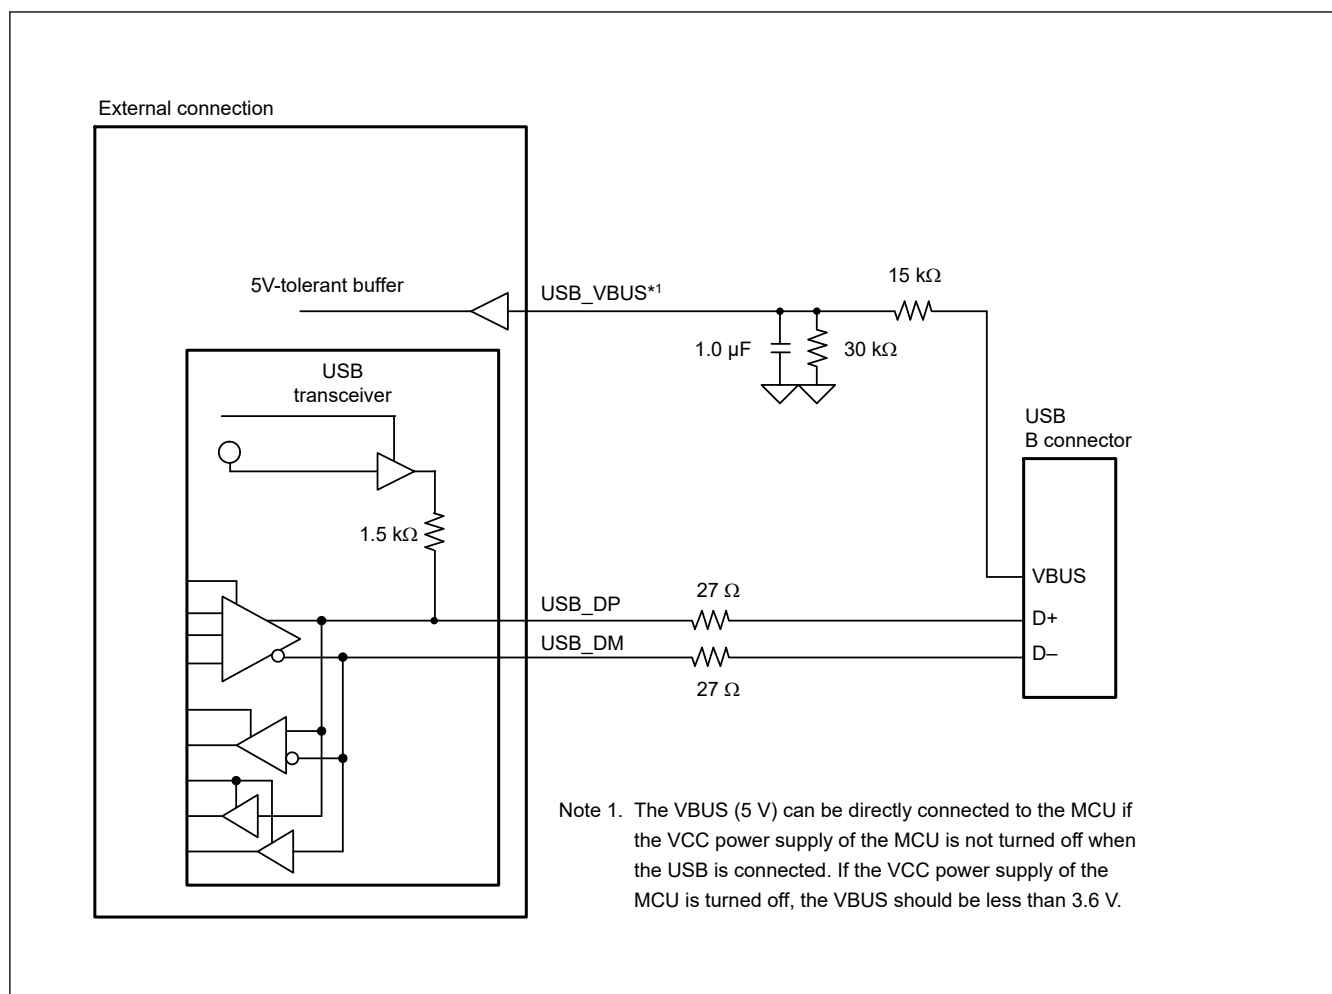 External connection
15 kΩ
5V-tolerant buffer
USB_VBUS*1
1.0 µF
30 kΩ
USB
transceiver
USB
B connector
1.5 kΩ
VBUS
USB_DP
27 Ω
D+
USB_DM
D–
27 Ω
Note 1. The VBUS (5 V) can be directly connected to the MCU if
the VCC power supply of the MCU is not turned off when
the USB is connected. If the VCC power supply of the
MCU is turned off, the VBUS should be less than 3.6 V.